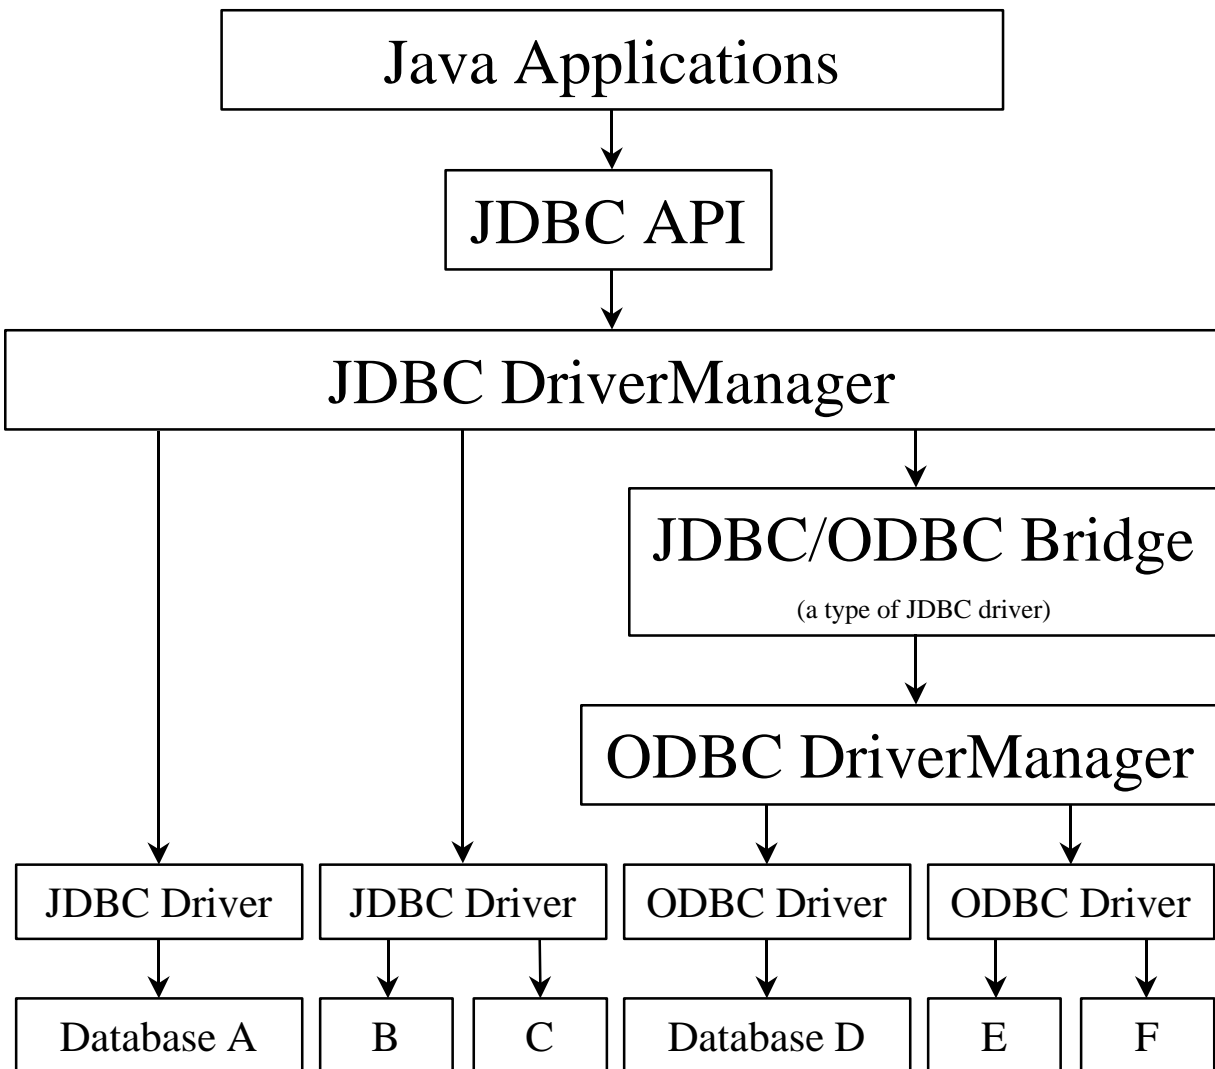 Java Applications
JDBC API
JDBC DriverManager
JDBC/ODBC Bridge
(a type of JDBC driver)
ODBC DriverManager
JDBC Driver
JDBC Driver
ODBC Driver
ODBC Driver
Database A
B
C
Database D
E
F